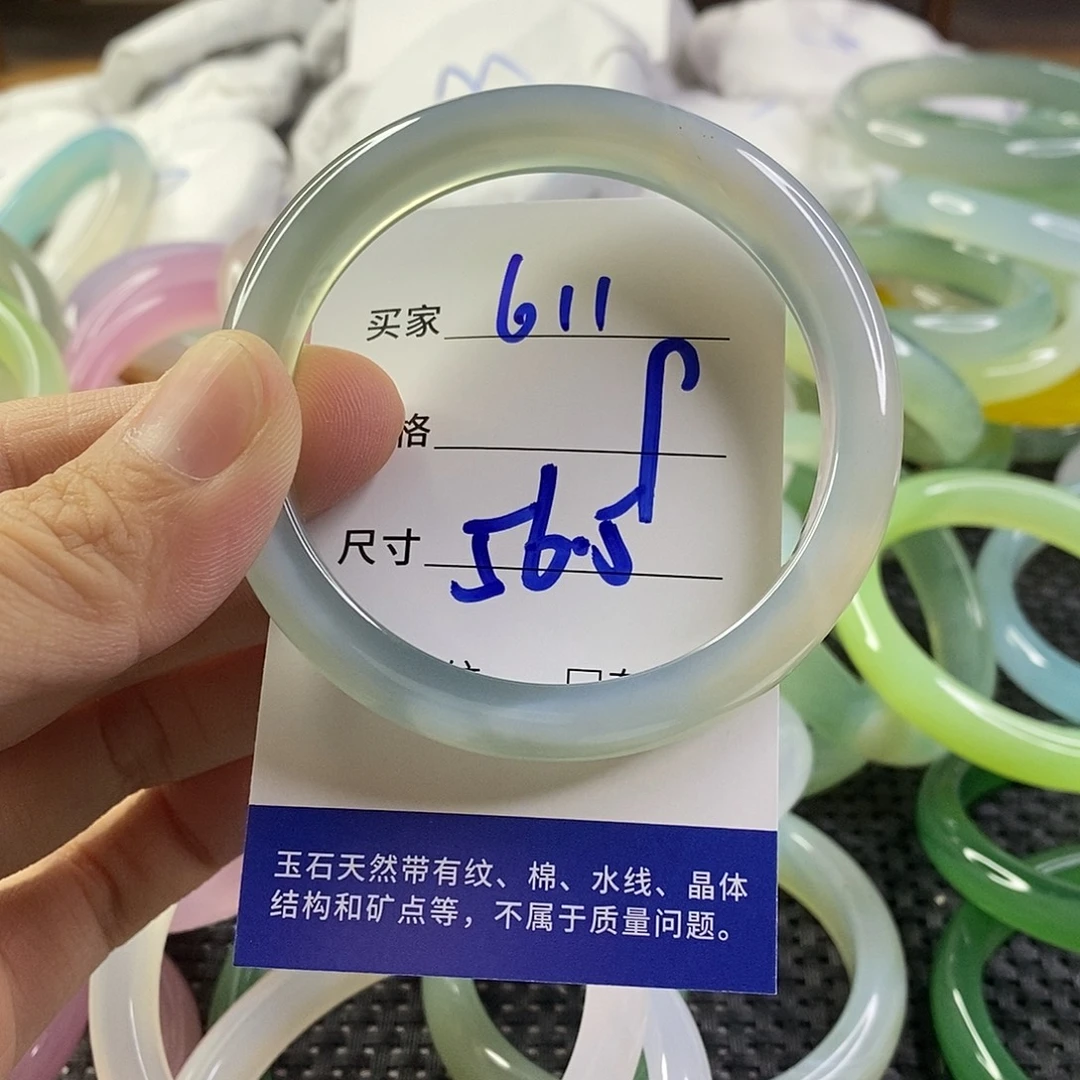 买家 611
格
尺寸 56.5
玉石天然带有纹、棉、水线、晶体
结构和矿点等，不属于质量问题。